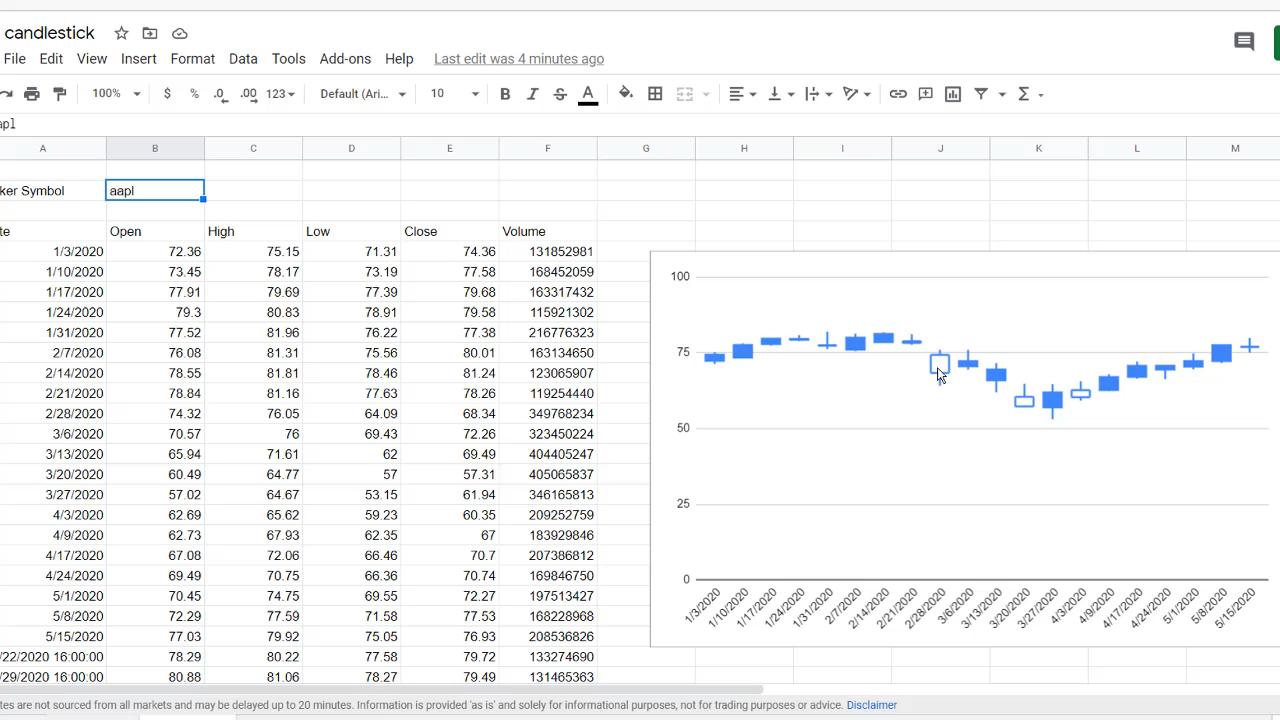 candlestick
File Edit View Insert Format Data Tools Add-ons Help Last edit was 4 minutes ago
100% $ % .0 .00 123 Default (Ari... 10 B I S A
apl
A B C D E F G H I J K L M
ker Symbol aapl
te Open High Low Close Volume
1/3/2020 72.36 75.15 71.31 74.36 131852981
1/10/2020 73.45 78.17 73.19 77.58 168452059
1/17/2020 77.91 79.69 77.39 79.68 163317432
1/24/2020 79.3 80.83 78.91 79.58 115921302
1/31/2020 77.52 81.96 76.22 77.38 216776323
2/7/2020 76.08 81.31 75.56 80.01 163134650
2/14/2020 78.55 81.81 78.46 81.24 123065907
2/21/2020 78.84 81.18 77.63 78.26 119254440
2/28/2020 74.32 76.05 64.09 68.34 349768234
3/6/2020 70.57 76 69.43 72.26 323450224
3/13/2020 65.94 71.61 62 69.49 404405247
3/20/2020 60.49 64.77 57 57.31 405065837
3/27/2020 57.02 64.67 53.15 61.94 346165813
4/3/2020 62.69 65.62 59.23 60.35 209252759
4/9/2020 62.73 67.93 62.35 67 183929846
4/17/2020 67.08 72.06 66.46 70.7 207386812
4/24/2020 69.49 70.75 66.36 70.74 169846750
5/1/2020 70.45 74.75 69.55 72.27 197513427
5/8/2020 72.29 77.59 71.58 77.53 168228968
5/15/2020 77.03 79.92 75.05 76.93 208536826
/22/2020 16:00:00 78.29 80.22 77.58 79.72 133274690
/29/2020 16:00:00 80.88 81.06 78.27 79.49 131465363
100
75
50
25
0
1/3/2020 1/10/2020 1/17/2020 1/24/2020 1/31/2020 2/7/2020 2/14/2020 2/21/2020 2/28/2020 3/6/2020 3/13/2020 3/20/2020 3/27/2020 4/3/2020 4/9/2020 4/17/2020 4/24/2020 5/1/2020 5/8/2020 5/15/2020
tes are not sourced from all markets and may be delayed up to 20 minutes. Information is provided 'as is' and solely for informational purposes, not for trading purposes or advice. Disclaimer